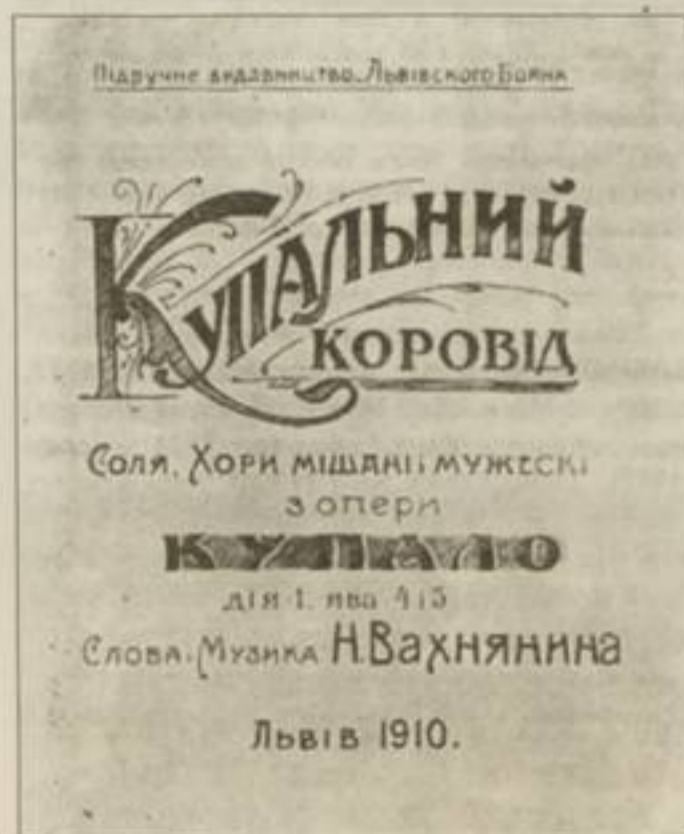 Підручне видавництво Львівского Бояна
Купальний
коровід
Соля, Хори мішані і мужескі
з опери
КУПАЛО
дія 1. ява 4 і 5
Слова і Музика Н. Вахнянина
Львів 1910.